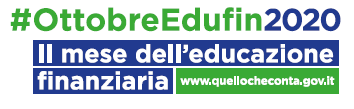 #OttobreEdufin2020
Il mese dell'educazione
finanziaria www.quellocheconta.gov.it